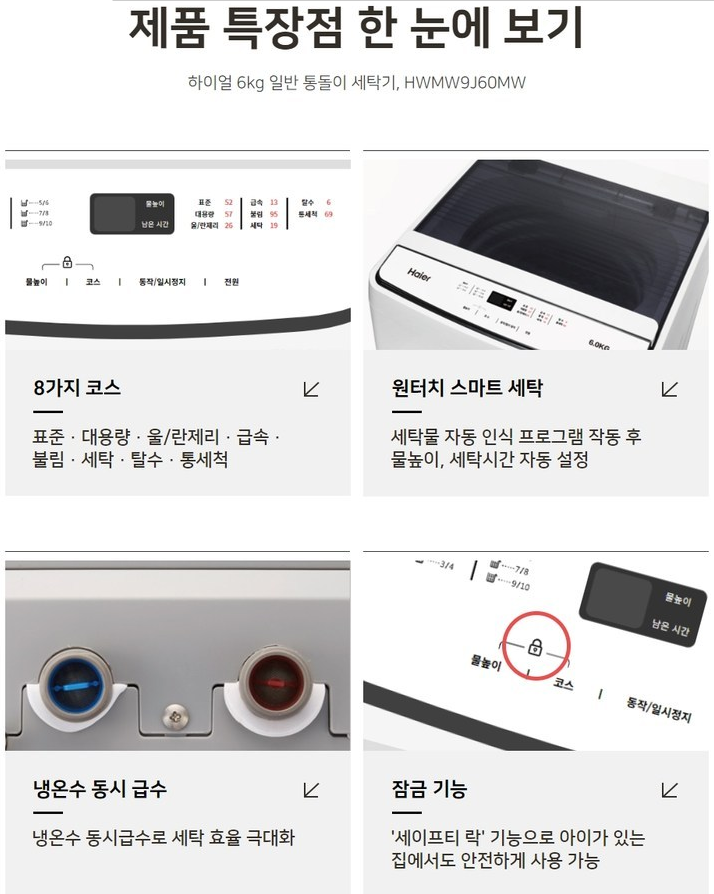 제품 특장점 한 눈에 보기
하이얼 6kg 일반 통돌이 세탁기, HWMW9J60MW
5/6
7/8
9/10
물높이
남은 시간
표준 52 급속 13 탈수 6
대용량 57 불림 95 통세척 69
울/란제리 26 세탁 19
물높이 | 코스 | 동작/일시정지 | 전원
Haier
6.0KG
8가지 코스
표준 · 대용량 · 울/란제리 · 급속 ·
불림 · 세탁 · 탈수 · 통세척
원터치 스마트 세탁
세탁물 자동 인식 프로그램 작동 후
물높이, 세탁시간 자동 설정
3/4
7/8
9/10
물높이
남은 시간
물높이 | 코스 | 동작/일시정지
냉온수 동시 급수
냉온수 동시급수로 세탁 효율 극대화
잠금 기능
'세이프티 락' 기능으로 아이가 있는
집에서도 안전하게 사용 가능